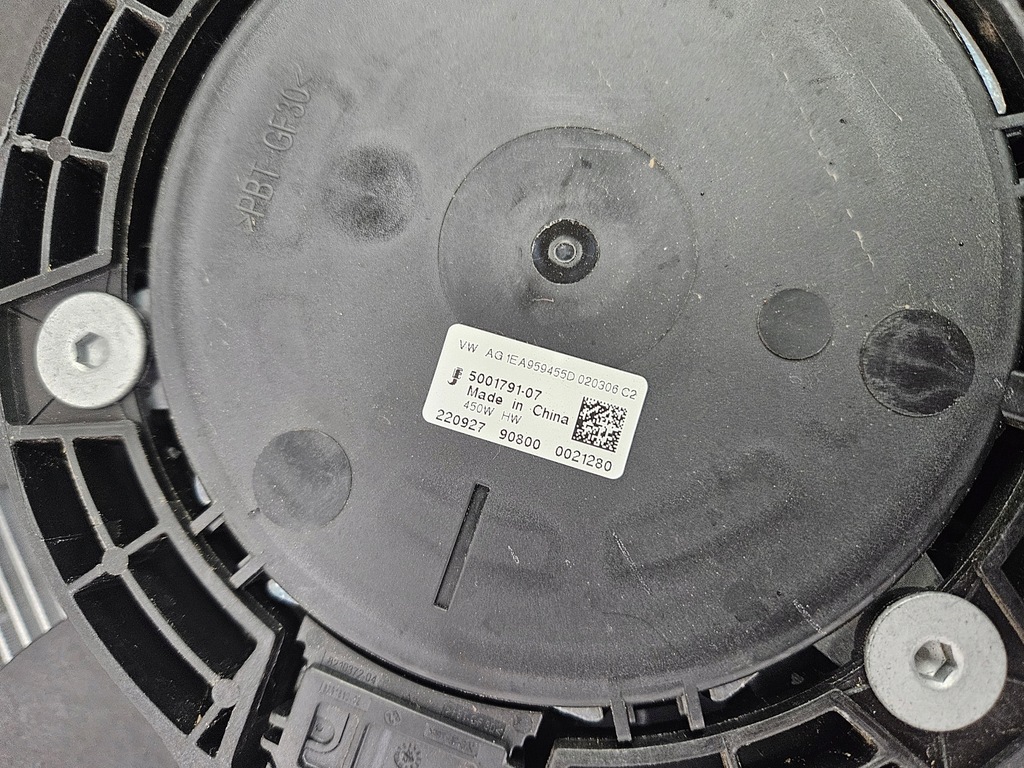 >PBT-GF30<
VW AG 1EA959455D 020306 C2
5001791-07
Made in China
450W HW
220927 90800 0021280